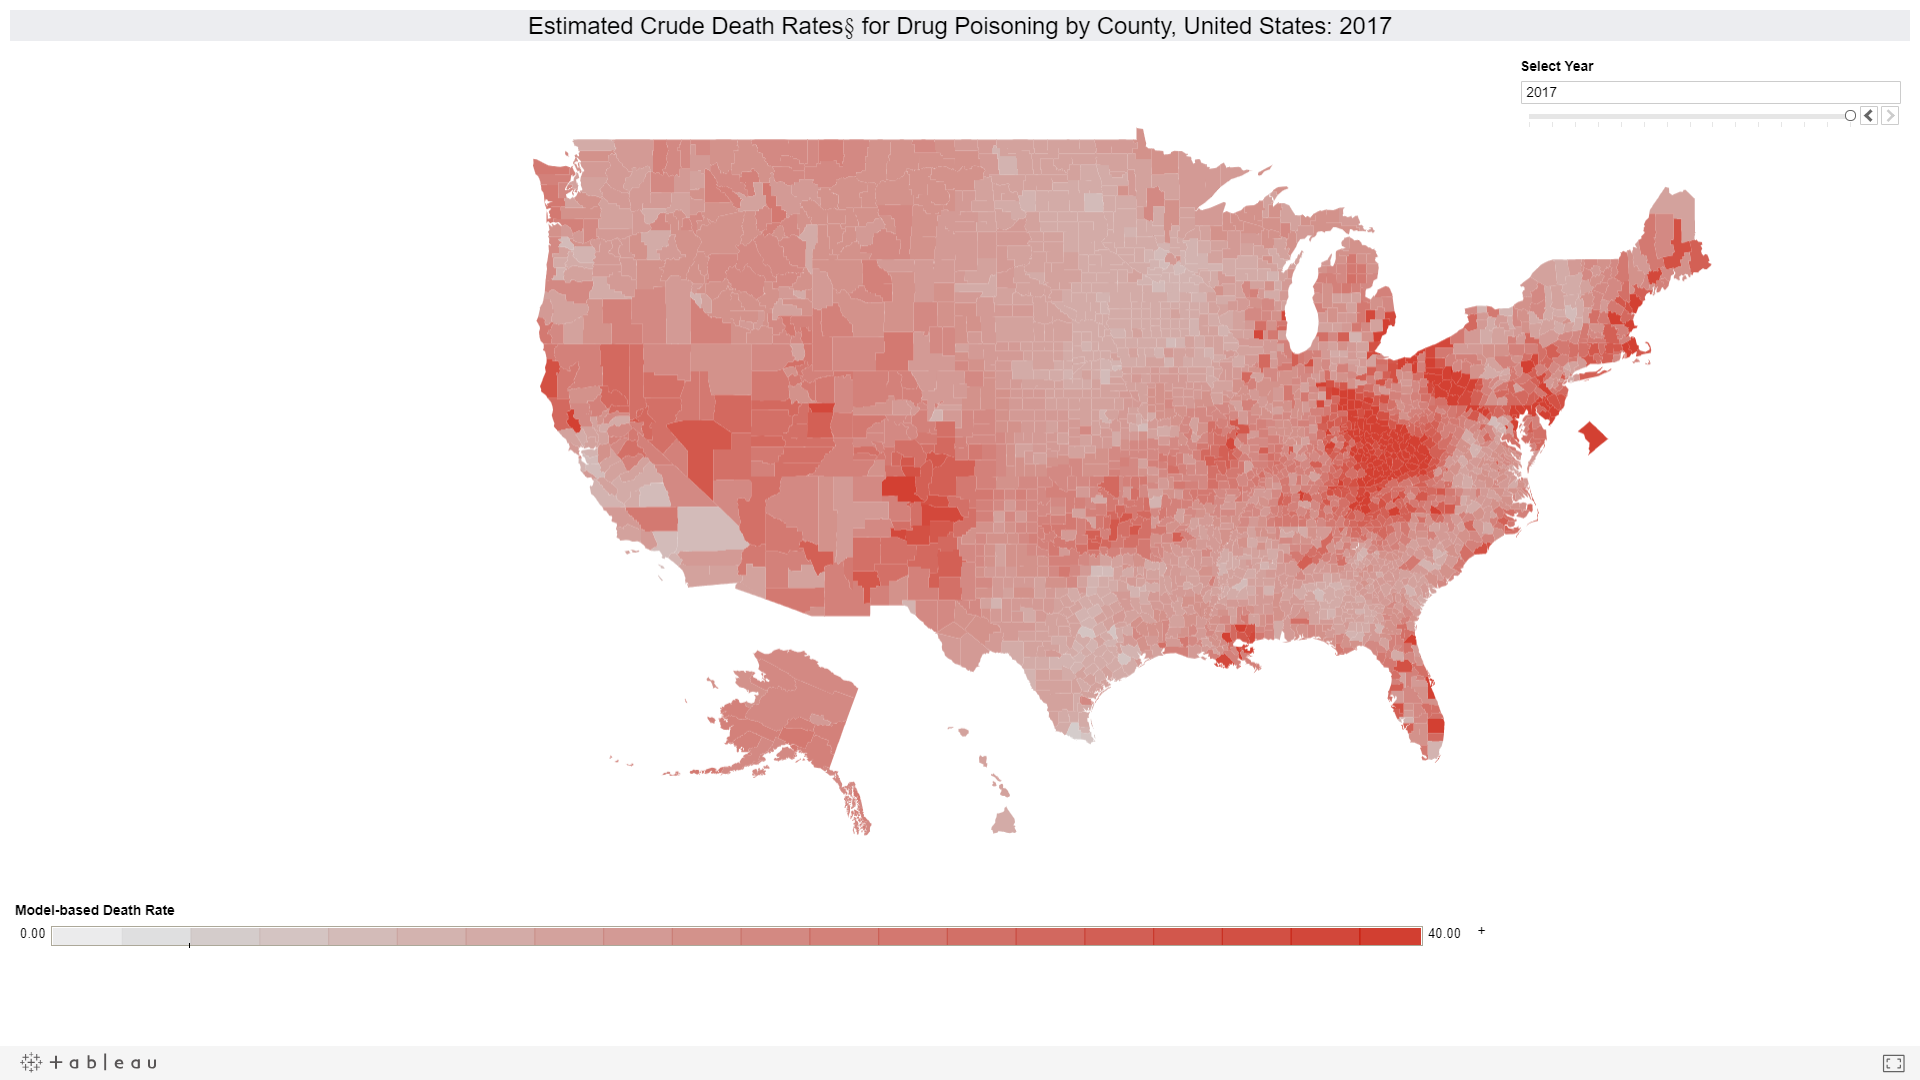 Estimated Crude Death Rates§ for Drug Poisoning by County, United States: 2017
Select Year
2017
Model-based Death Rate
0.00 40.00 +
+ a b l e a u